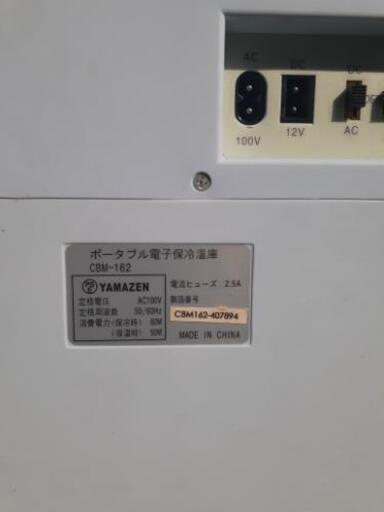 AC
DC
DC
100V
12V
AC
ポータブル電子保冷温庫
CBM-162
YAMAZEN
電流ヒューズ 2.5A
定格電圧 AC100V
製造番号
定格周波数 50/60Hz
CBM162-407894
消費電力(保冷時) 60W
(保温時) 50W
MADE IN CHINA